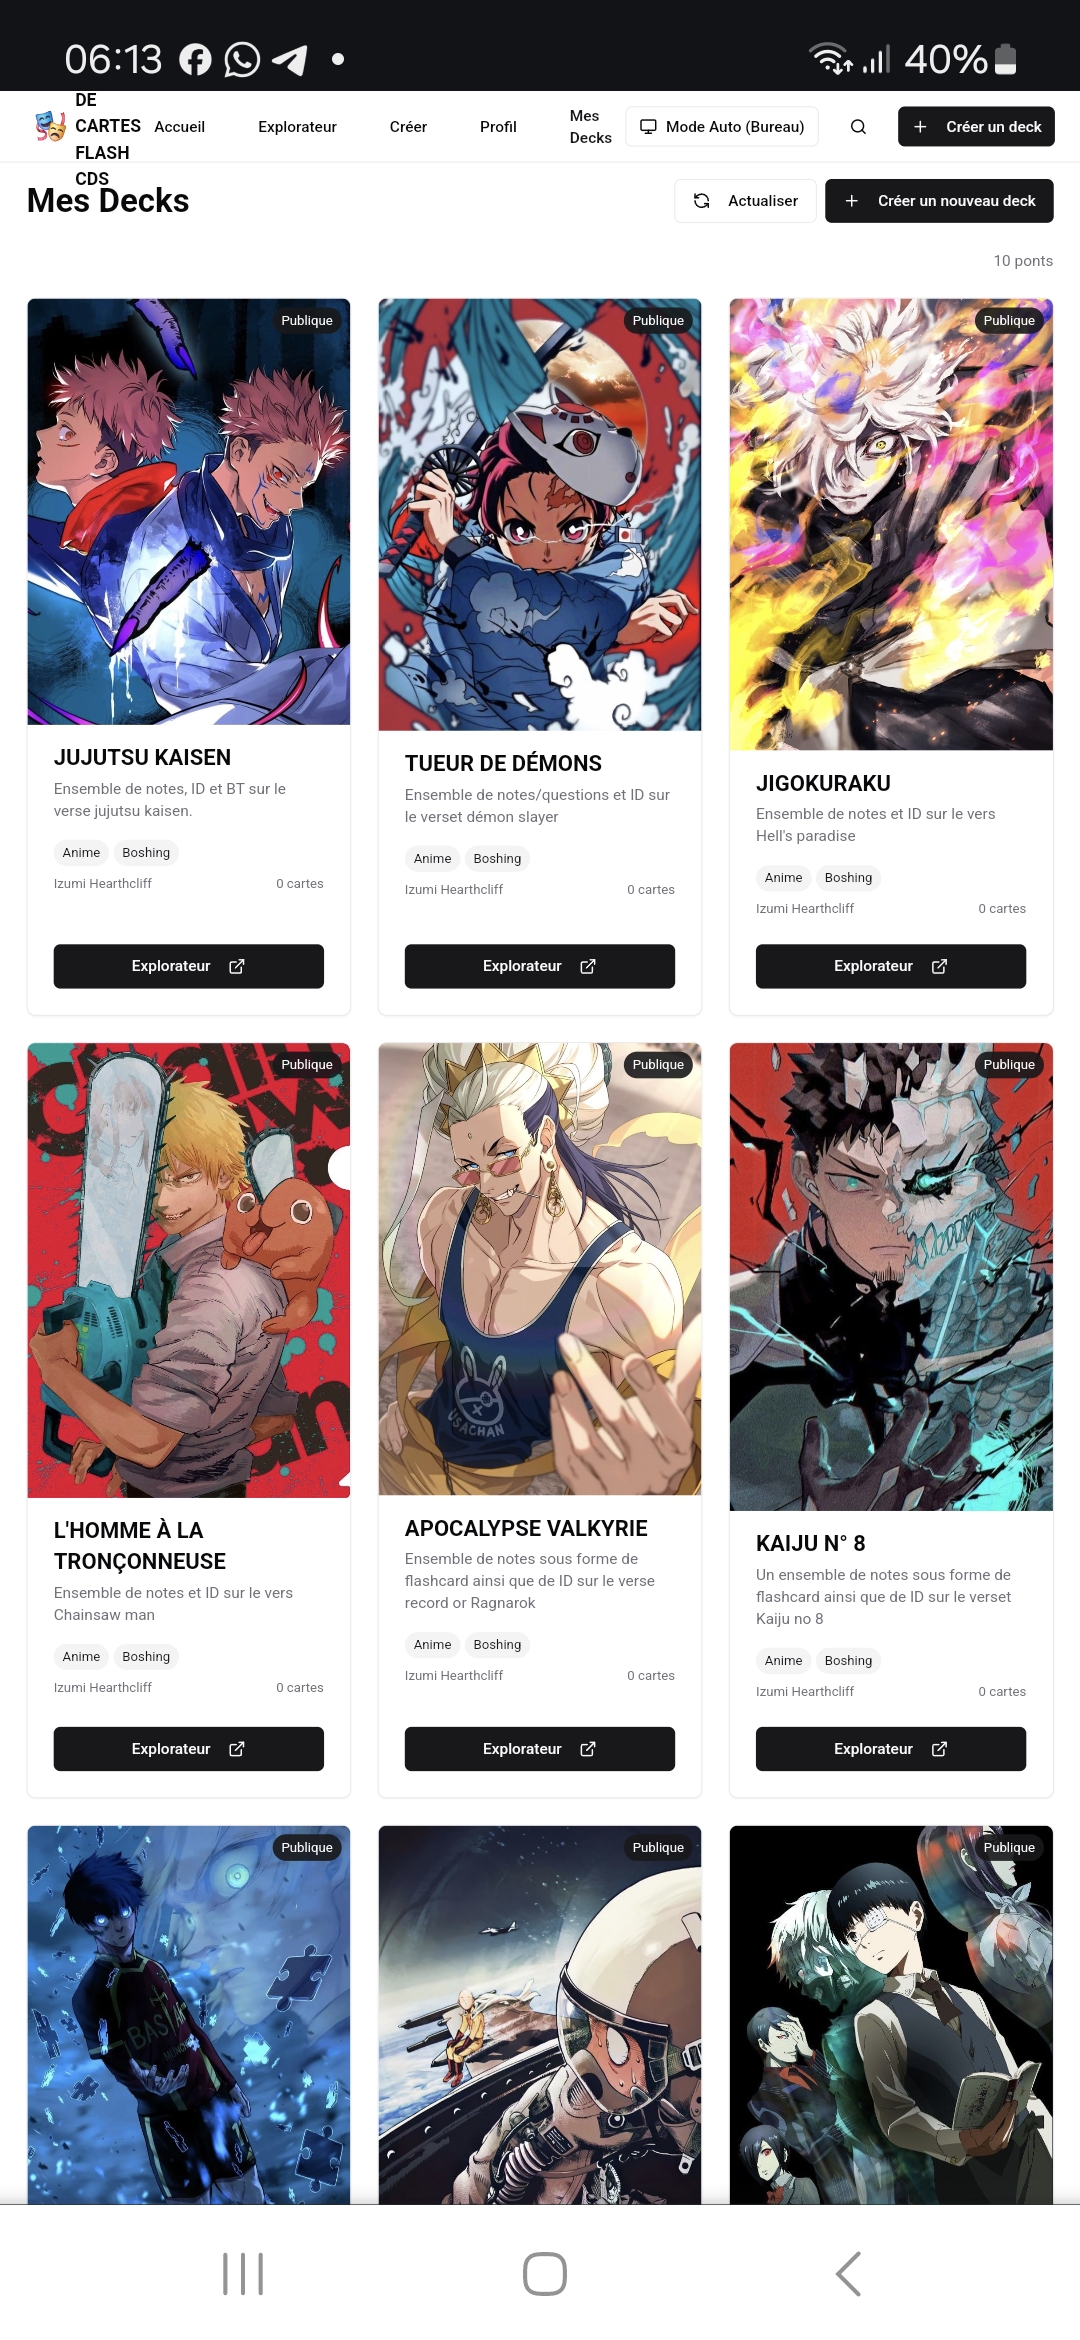 06:13
40%
DE
CARTES
FLASH
CDS
Accueil
Explorateur
Créer
Profil
Mes
Decks
Mode Auto (Bureau)
Créer un deck
Mes Decks
Actualiser
Créer un nouveau deck
10 ponts
Publique
JUJUTSU KAISEN
Ensemble de notes, ID et BT sur le
verse jujutsu kaisen.
Anime
Boshing
Izumi Hearthcliff
0 cartes
Explorateur
Publique
TUEUR DE DÉMONS
Ensemble de notes/questions et ID sur
le verset démon slayer
Anime
Boshing
Izumi Hearthcliff
0 cartes
Explorateur
Publique
JIGOKURAKU
Ensemble de notes et ID sur le vers
Hell's paradise
Anime
Boshing
Izumi Hearthcliff
0 cartes
Explorateur
Publique
L'HOMME À LA
TRONÇONNEUSE
Ensemble de notes et ID sur le vers
Chainsaw man
Anime
Boshing
Izumi Hearthcliff
0 cartes
Explorateur
Publique
USACHAN
APOCALYPSE VALKYRIE
Ensemble de notes sous forme de
flashcard ainsi que de ID sur le verse
record or Ragnarok
Anime
Boshing
Izumi Hearthcliff
0 cartes
Explorateur
Publique
KAIJU N° 8
Un ensemble de notes sous forme de
flashcard ainsi que de ID sur le verset
Kaiju no 8
Anime
Boshing
Izumi Hearthcliff
0 cartes
Explorateur
Publique
Publique
Publique